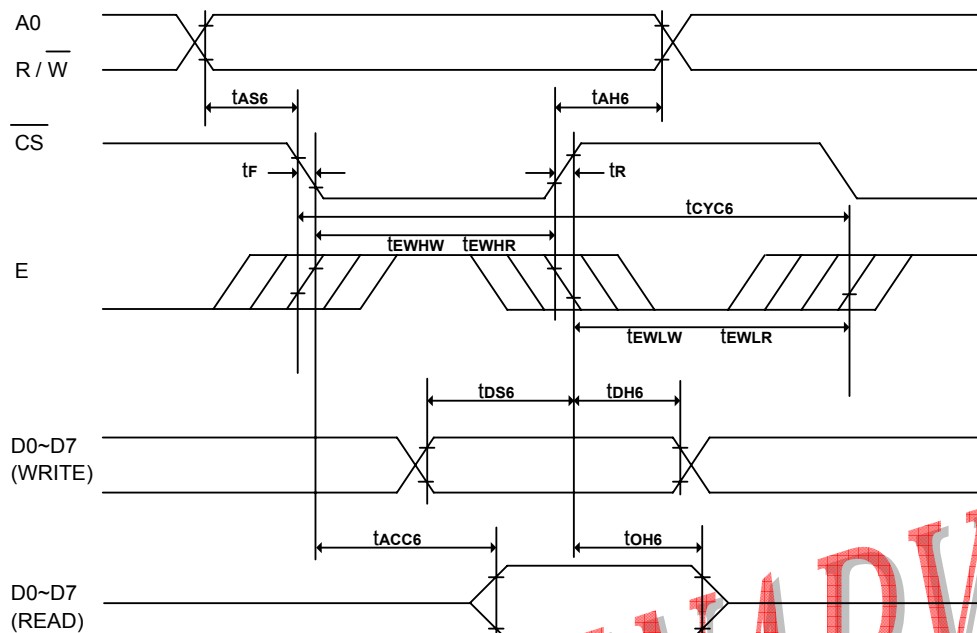 A0
R / W
tAS6
tAH6
CS
tF
tR
tCYC6
tEWHW tEWHR
E
tEWLW tEWLR
tDS6
tDH6
D0~D7
(WRITE)
tACC6
tOH6
D0~D7
(READ)